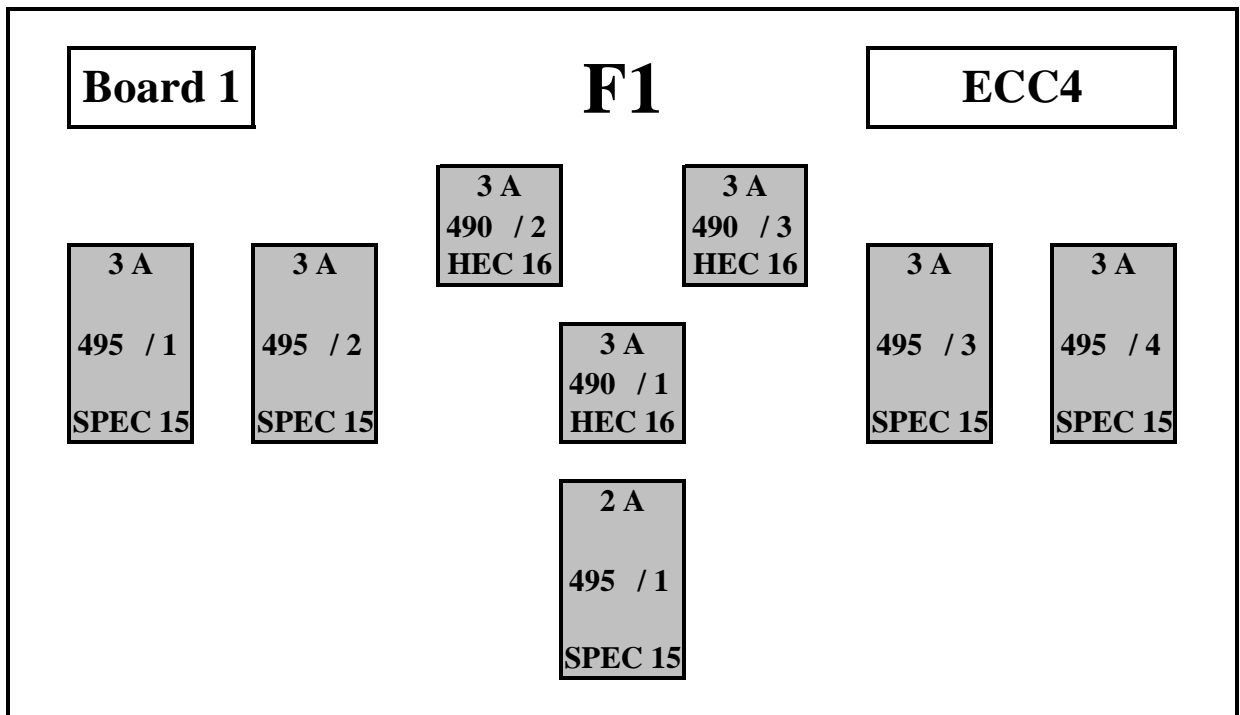 Board 1
F1
ECC4
3 A
490 / 2
HEC 16
3 A
490 / 3
HEC 16
3 A
495 / 1
SPEC 15
3 A
495 / 2
SPEC 15
3 A
490 / 1
HEC 16
3 A
495 / 3
SPEC 15
3 A
495 / 4
SPEC 15
2 A
495 / 1
SPEC 15